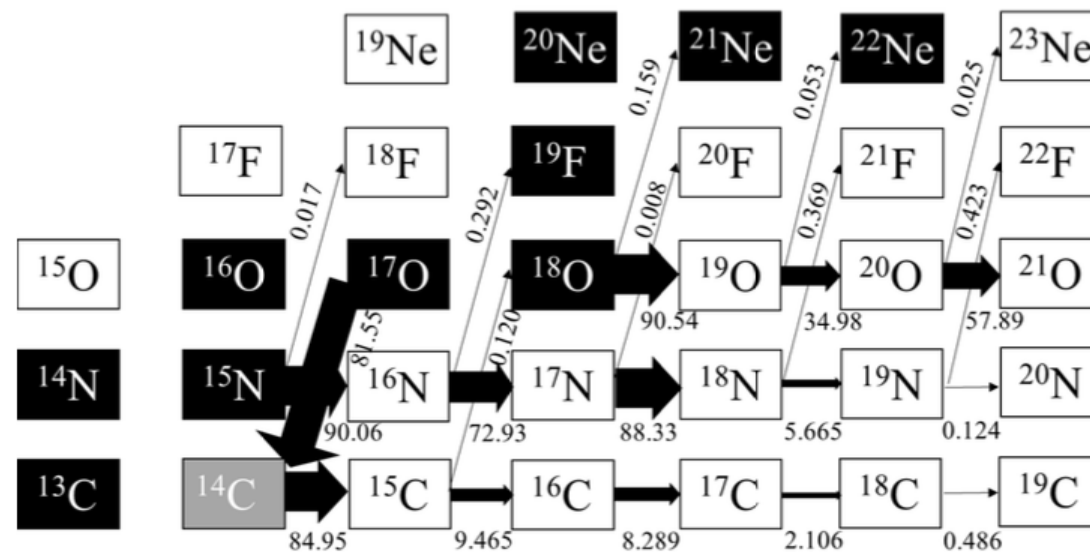 19Ne 20Ne 21Ne 22Ne 23Ne
0.159 0.053 0.025
17F 18F 19F 20F 21F 22F
0.017 0.292 0.008 0.369 0.423
15O 16O 17O 18O 19O 20O 21O
81.55 0.120 90.54 34.98 57.89
14N 15N 16N 17N 18N 19N 20N
90.06 72.93 88.33 5.665 0.124
13C 14C 15C 16C 17C 18C 19C
84.95 9.465 8.289 2.106 0.486